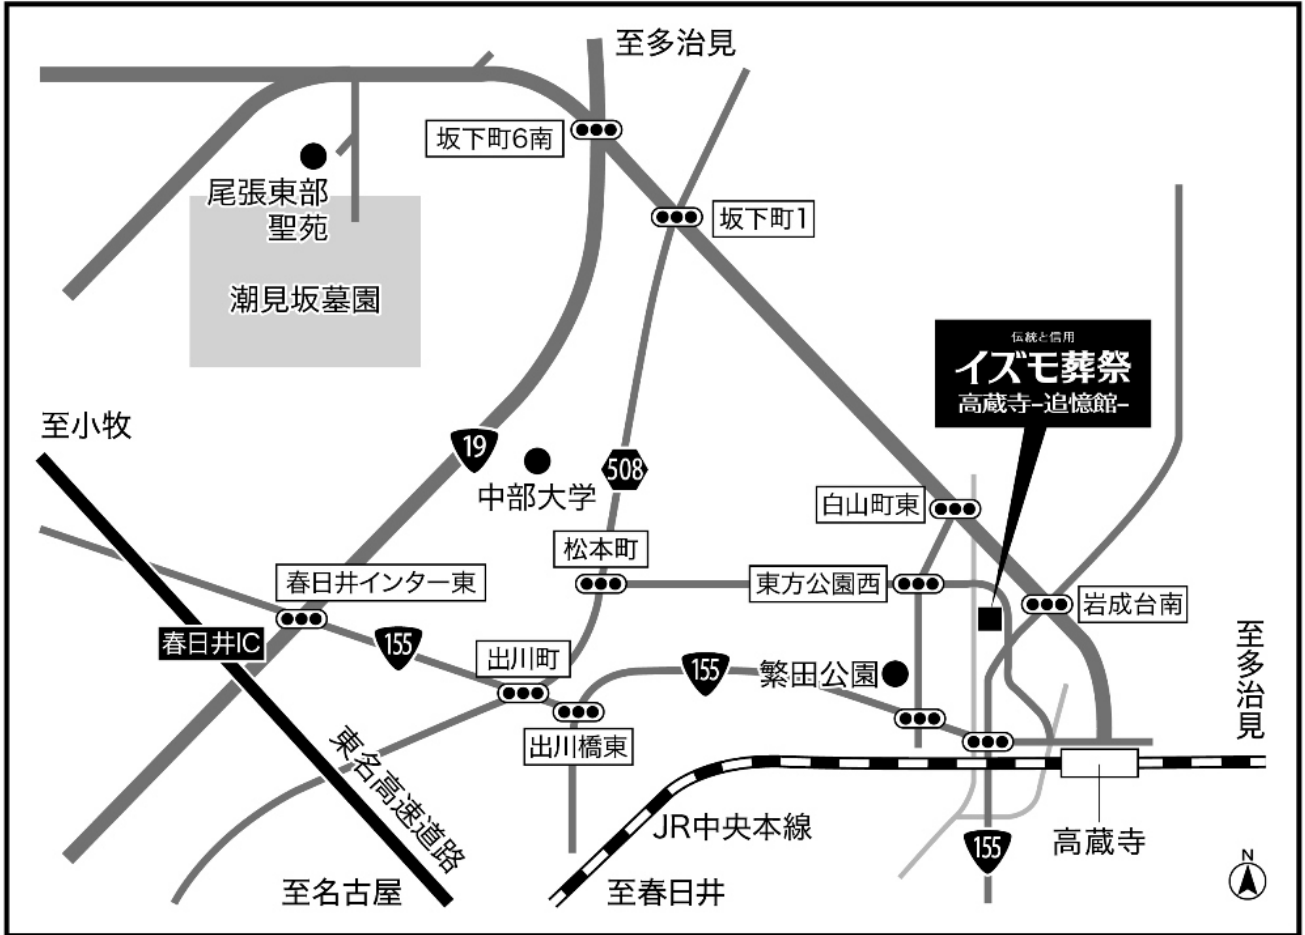 至多治見
坂下町6南
尾張東部
聖苑
坂下町1
潮見坂墓園
伝統と信用
イズモ葬祭
高蔵寺-追憶館-
至小牧
19
中部大学
508
白山町東
松本町
春日井インター東
東方公園西
岩成台南
春日井IC
155
出川町
155
繁田公園
至多治見
出川橋東
東名高速道路
JR中央本線
155
高蔵寺
至名古屋
至春日井
N